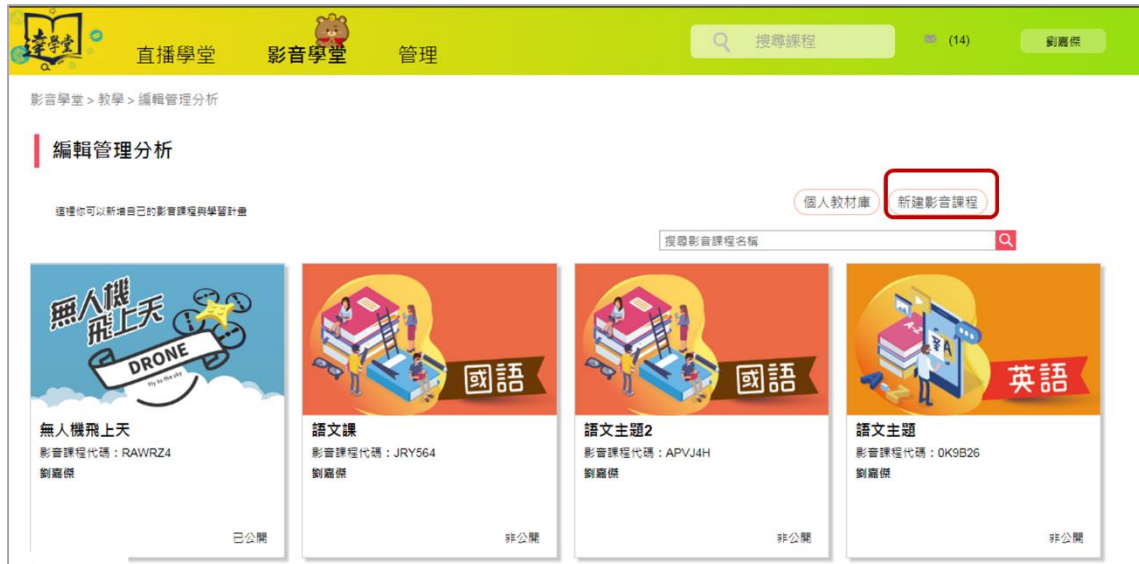 達學堂
直播學堂
影音學堂
管理
搜尋課程
(14)
劉嘉傑
影音學堂 > 教學 > 編輯管理分析
編輯管理分析
這裡你可以新增自己的影音課程與學習計畫
個人教材庫
新建影音課程
搜尋影音課程名稱
無人機
飛上天
DRONE
Fly to the sky
國語
國語
A-Z
A
英語
無人機飛上天
影音課程代碼：RAWRZ4
劉嘉傑
已公開
語文課
影音課程代碼：JRY564
劉嘉傑
非公開
語文主題2
影音課程代碼：APVJ4H
劉嘉傑
非公開
語文主題
影音課程代碼：0K9B26
劉嘉傑
非公開